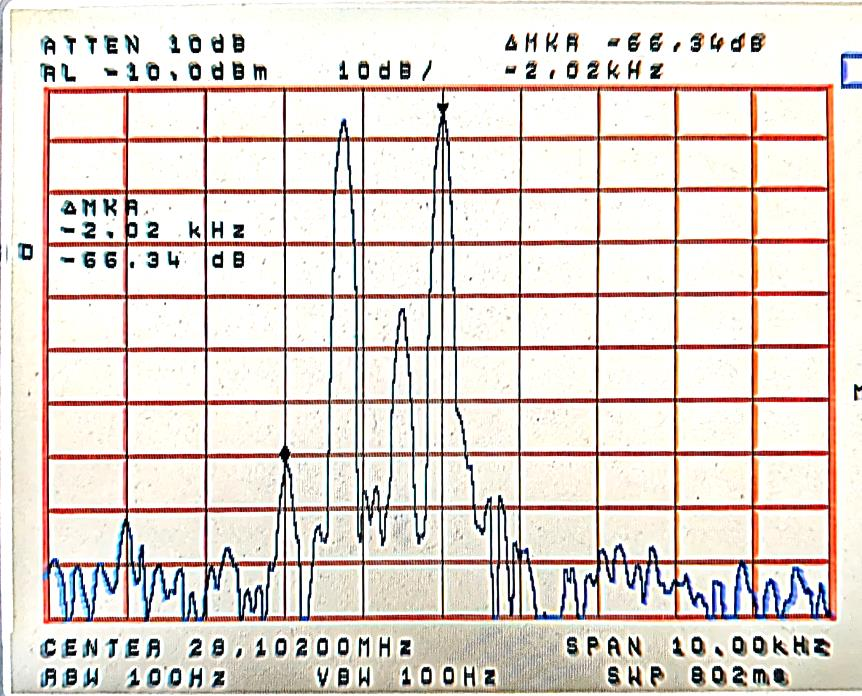 ATTEN 10dB ΔMKR -66.34dB
RL -10.0dBm 10dB/ -2.02kHz
ΔMKR
-2.02 kHz
-66.34 dB
D
CENTER 28.10200MHz SPAN 10.00kHz
RBW 100Hz VBW 100Hz SWP 802ms